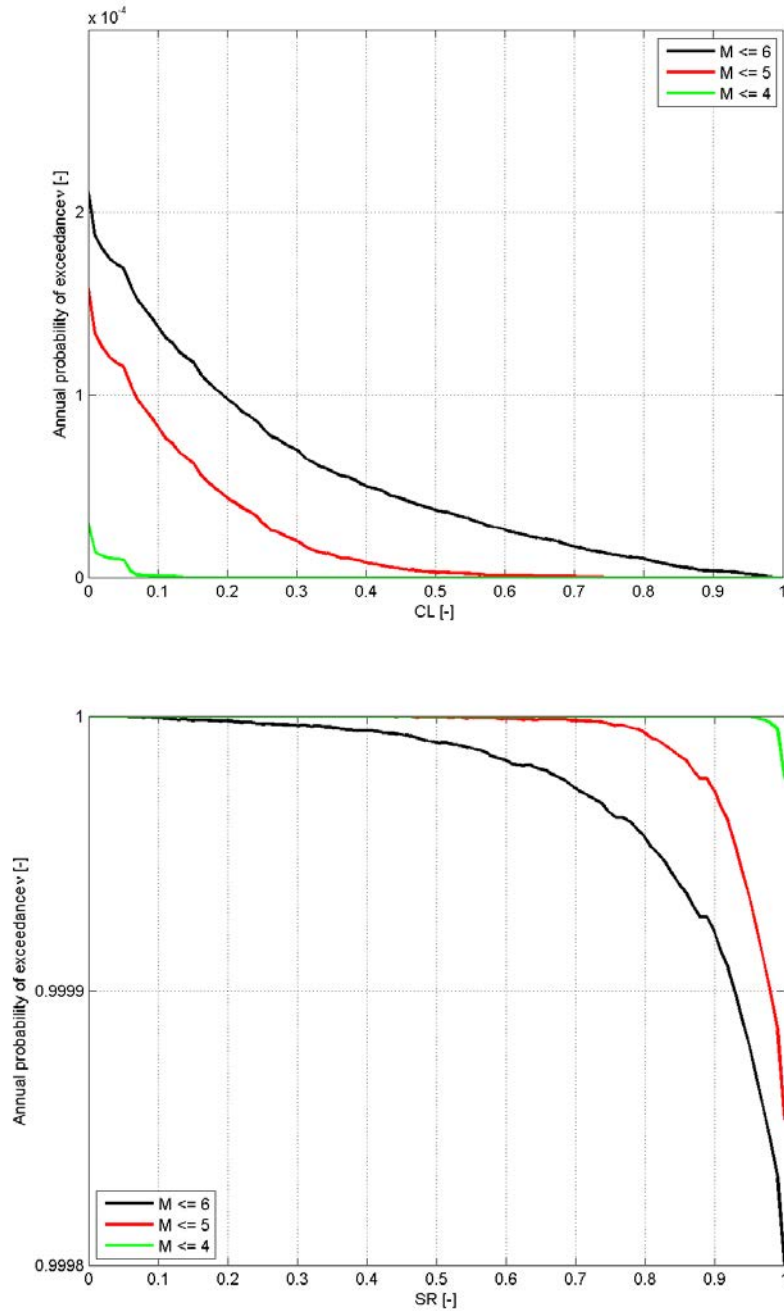 x 10⁻⁴
M <= 6
M <= 5
M <= 4
2
1
0
Annual probability of exceedance ν [-]
0 0.1 0.2 0.3 0.4 0.5 0.6 0.7 0.8 0.9 1
CL [-]
1
0.9999
0.9998
Annual probability of exceedance ν [-]
M <= 6
M <= 5
M <= 4
0 0.1 0.2 0.3 0.4 0.5 0.6 0.7 0.8 0.9 1
SR [-]